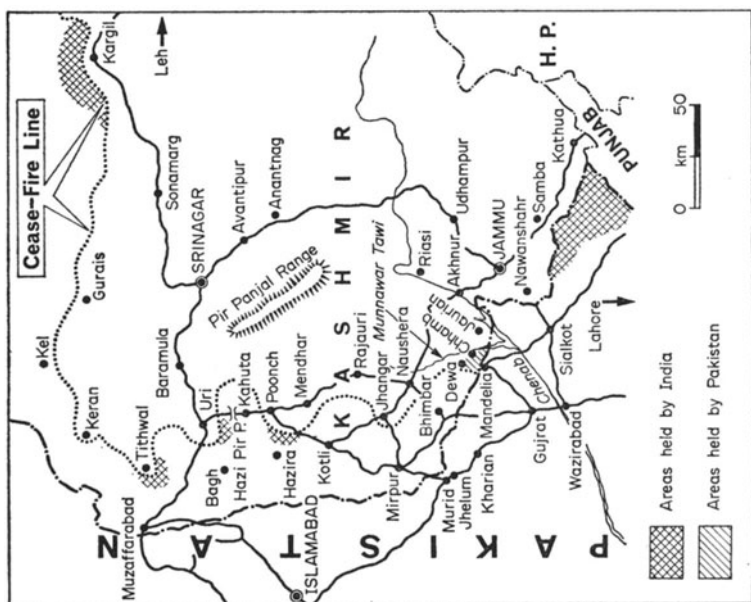 Cease-Fire Line
Kargil
Leh
Sonamarg
Gurais
Kel
Keran
Tithwal
Muzaffarabad
SRINAGAR
Avantipur
Anantnag
Baramula
Pir Panjal Range
Uri
Kahuta
Hazi Pir P.
Bagh
Poonch
Mendhar
Hazira
Kotli
Rajauri
KASHMIR
Munnawar Tawi
Riasi
Udhampur
Akhnur
JAMMU
Jhangar
Naushera
Bhimbar
Dewa
Chhamb
Jaurian
Mandelia
Chenab
Nawanshahr
Samba
Kathua
PUNJAB
H.P.
Mirpur
Murid
Jhelum
Kharian
Gujrat
Wazirabad
Sialkot
Lahore
ISLAMABAD
PAKISTAN
0 km 50
Areas held by India
Areas held by Pakistan